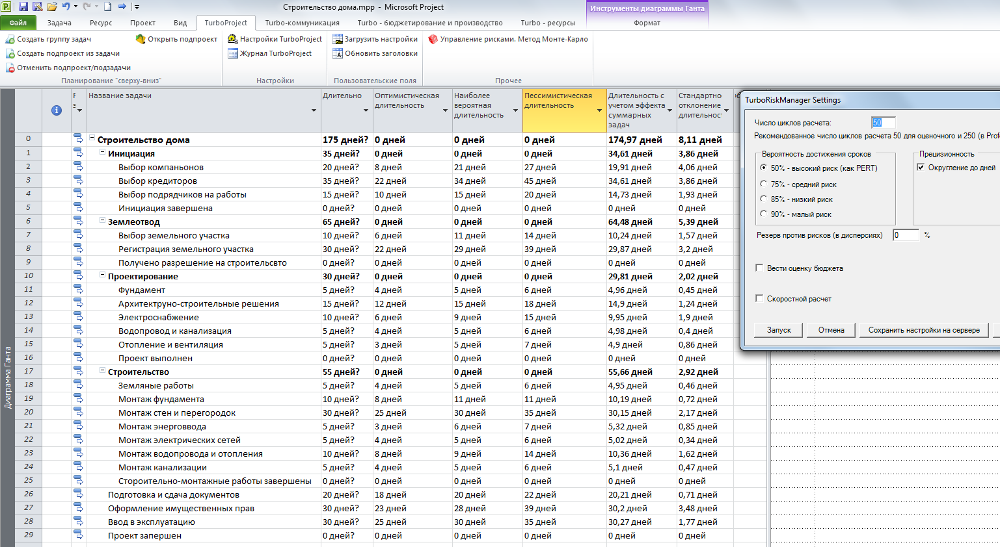 Строительство дома.mpp - Microsoft Project
Инструменты диаграммы Ганта
Файл Задача Ресурс Проект Вид TurboProject Turbo-коммуникация Turbo - бюджетирование и производство Turbo - ресурсы Формат
Создать группу задач Открыть подпроект Настройки TurboProject Загрузить настройки Управление рисками. Метод Монте-Карло
Создать подпроект из задачи Журнал TurboProject Обновить заголовки
Отменить подпроект/подзадачи
Планирование "сверху-вниз" Настройки Пользовательские поля Прочее
Название задачи Длительно Оптимистическая длительность Наиболее вероятная длительность Пессимистическая длительность Длительность с учетом эффекта суммарных задач Стандартно отклонение длительнос
0 Строительство дома 175 дней? 0 дней 0 дней 0 дней 174,97 дней 8,11 дней
1 Инициация 35 дней? 0 дней 0 дней 0 дней 34,61 дней 3,86 дней
2 Выбор компаньонов 20 дней? 8 дней 21 дней 27 дней 19,91 дней 4,06 дней
3 Выбор кредиторов 35 дней? 22 дней 34 дней 45 дней 34,61 дней 3,86 дней
4 Выбор подрядчиков на работы 15 дней? 10 дней 15 дней 20 дней 14,73 дней 1,93 дней
5 Инициация завершена 0 дней? 0 дней 0 дней 0 дней 0 дней 0 дней
6 Землеотвод 65 дней? 0 дней 0 дней 0 дней 64,48 дней 5,39 дней
7 Выбор земельного участка 10 дней? 6 дней 11 дней 14 дней 10,24 дней 1,57 дней
8 Регистрация земельного участка 30 дней? 22 дней 29 дней 39 дней 29,87 дней 3,2 дней
9 Получено разрешение на строительсвто 0 дней? 0 дней 0 дней 0 дней 0 дней 0 дней
10 Проектирование 30 дней? 0 дней 0 дней 0 дней 29,81 дней 2,02 дней
11 Фундамент 5 дней? 4 дней 5 дней 6 дней 4,96 дней 0,45 дней
12 Архитектруно-строительные решения 15 дней? 12 дней 15 дней 18 дней 14,9 дней 1,24 дней
13 Электроснабжение 10 дней? 6 дней 9 дней 15 дней 9,95 дней 1,9 дней
14 Водопровод и канализация 5 дней? 4 дней 5 дней 6 дней 4,98 дней 0,4 дней
15 Отопление и вентиляция 5 дней? 3 дней 5 дней 7 дней 4,9 дней 0,86 дней
16 Проект выполнен 0 дней? 0 дней 0 дней 0 дней 0 дней 0 дней
17 Строительство 55 дней? 0 дней 0 дней 0 дней 55,66 дней 2,92 дней
18 Земляные работы 5 дней? 4 дней 5 дней 6 дней 4,95 дней 0,46 дней
19 Монтаж фундамента 10 дней? 8 дней 11 дней 11 дней 10,19 дней 0,72 дней
20 Монтаж стен и перегородок 30 дней? 25 дней 30 дней 35 дней 30,15 дней 2,17 дней
21 Монтаж энерговвода 5 дней? 3 дней 6 дней 7 дней 5,32 дней 0,85 дней
22 Монтаж электрических сетей 5 дней? 4 дней 5 дней 6 дней 5,02 дней 0,34 дней
23 Монтаж водопровода и отопления 10 дней? 8 дней 9 дней 14 дней 10,36 дней 1,62 дней
24 Монтаж канализации 5 дней? 4 дней 5 дней 6 дней 5,1 дней 0,47 дней
25 Стороительно-монтажные работы завершены 0 дней? 0 дней 0 дней 0 дней 0 дней 0 дней
26 Подготовка и сдача документов 20 дней? 18 дней 20 дней 22 дней 20,21 дней 0,71 дней
27 Оформление имущественных прав 30 дней? 23 дней 28 дней 39 дней 30,2 дней 3,48 дней
28 Ввод в эксплуатацию 30 дней? 25 дней 30 дней 35 дней 30,27 дней 1,77 дней
29 Проект запершен 0 дней? 0 дней 0 дней 0 дней 0 дней 0 дней
Диаграмма Ганта
TurboRiskManager Settings
Число циклов расчета: 50
Рекомендованное число циклов расчета 50 для оценочного и 250 (в Prof
Вероятность достижения сроков Прецизионность
50% - высокий риск (как PERT) Округление до дней
75% - средний риск
85% - низкий риск
90% - малый риск
Резерв против рисков (в дисперсиях) 0 %
Вести оценку бюджета
Скоростной расчет
Запуск Отмена Сохранить настройки на сервере